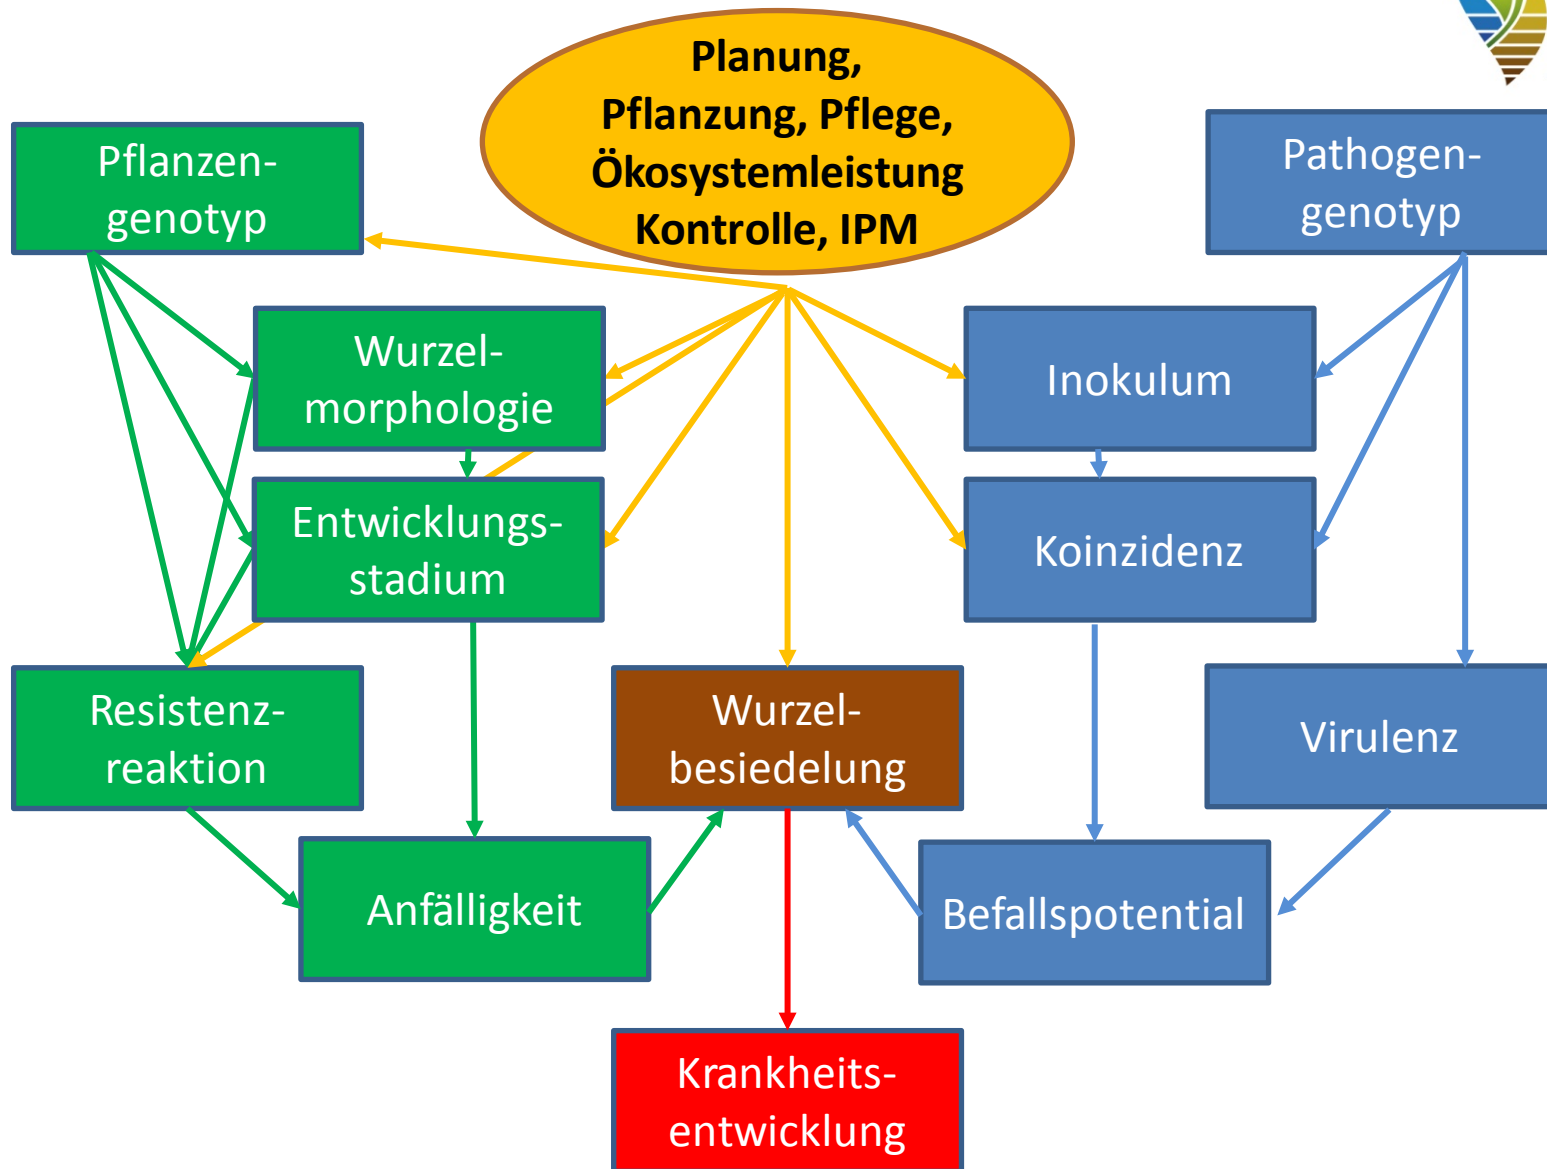 Planung,
Pflanzung, Pflege,
Ökosystemleistung
Kontrolle, IPM
Pflanzen-
genotyp
Pathogen-
genotyp
Wurzel-
morphologie
Inokulum
Entwicklungs-
stadium
Koinzidenz
Resistenz-
reaktion
Wurzel-
besiedelung
Virulenz
Anfälligkeit
Befallspotential
Krankheits-
entwicklung